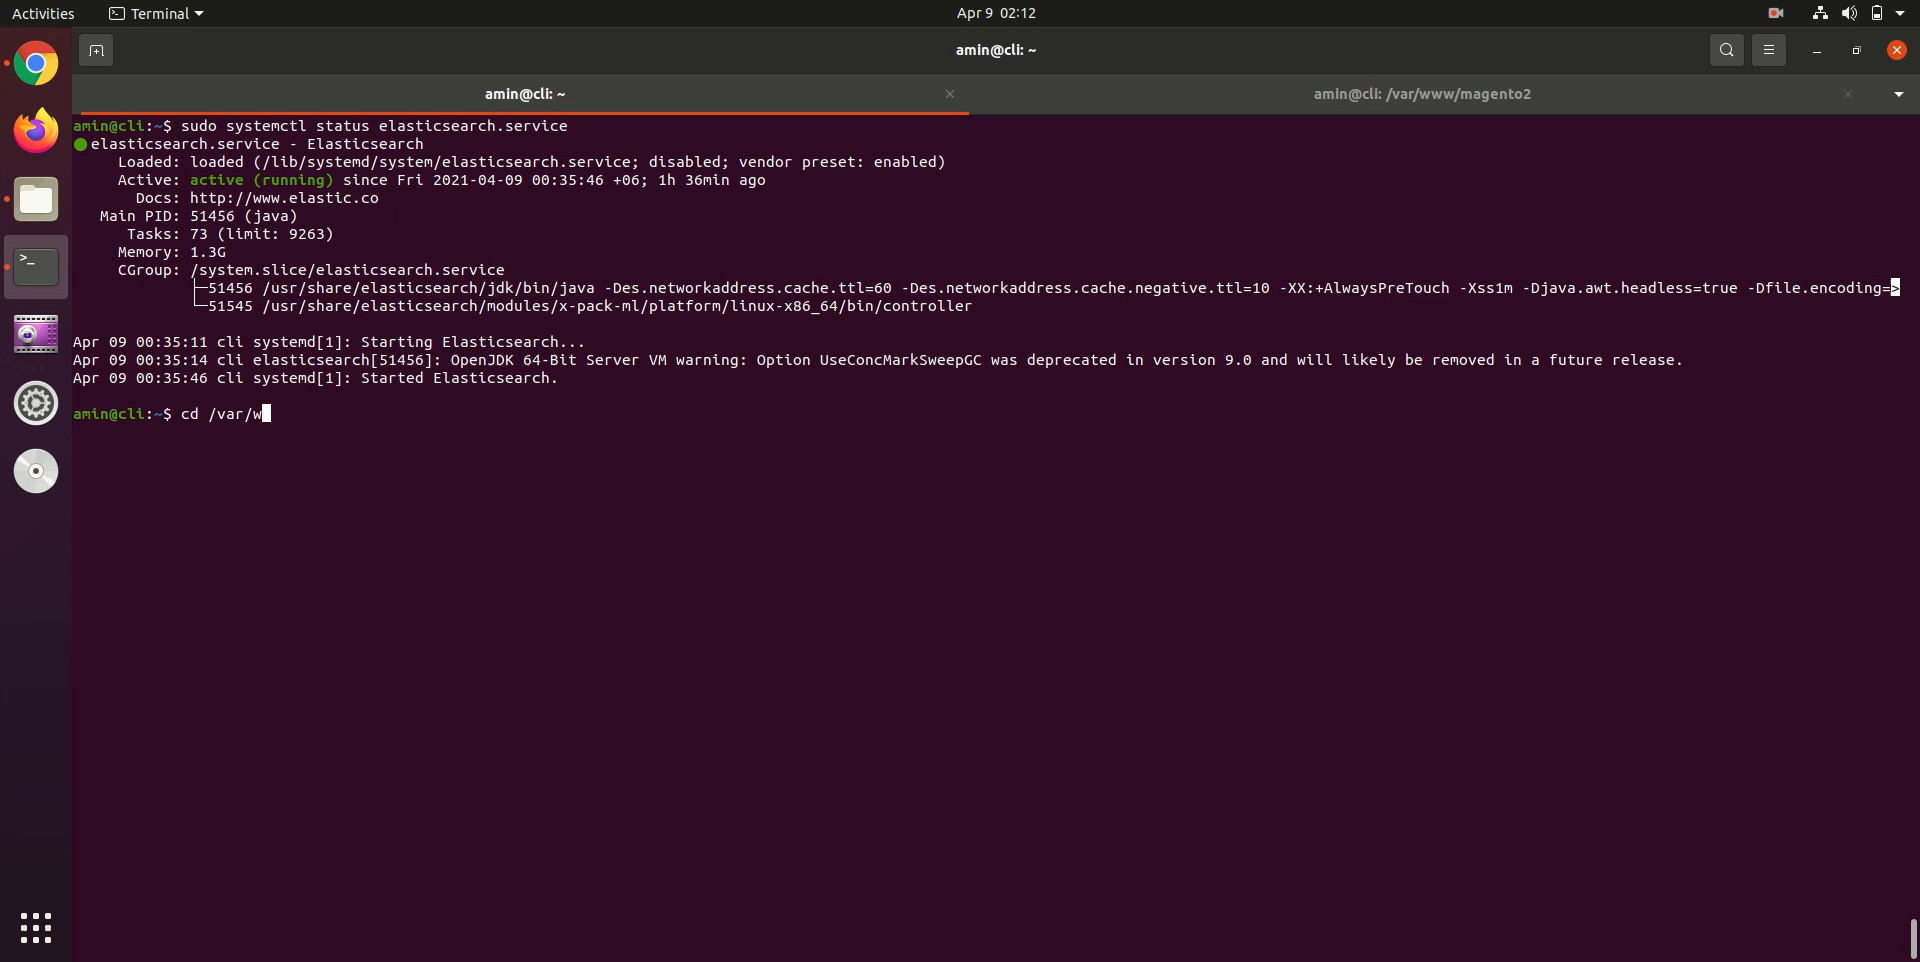 Activities Terminal Apr 9 02:12
amin@cli: ~
amin@cli: ~ amin@cli: /var/www/magento2
amin@cli:~$ sudo systemctl status elasticsearch.service
elasticsearch.service - Elasticsearch
Loaded: loaded (/lib/systemd/system/elasticsearch.service; disabled; vendor preset: enabled)
Active: active (running) since Fri 2021-04-09 00:35:46 +06; 1h 36min ago
Docs: http://www.elastic.co
Main PID: 51456 (java)
Tasks: 73 (limit: 9263)
Memory: 1.3G
CGroup: /system.slice/elasticsearch.service
├─51456 /usr/share/elasticsearch/jdk/bin/java -Des.networkaddress.cache.ttl=60 -Des.networkaddress.cache.negative.ttl=10 -XX:+AlwaysPreTouch -Xss1m -Djava.awt.headless=true -Dfile.encoding=>
└─51545 /usr/share/elasticsearch/modules/x-pack-ml/platform/linux-x86_64/bin/controller
Apr 09 00:35:11 cli systemd[1]: Starting Elasticsearch...
Apr 09 00:35:14 cli elasticsearch[51456]: OpenJDK 64-Bit Server VM warning: Option UseConcMarkSweepGC was deprecated in version 9.0 and will likely be removed in a future release.
Apr 09 00:35:46 cli systemd[1]: Started Elasticsearch.
amin@cli:~$ cd /var/w